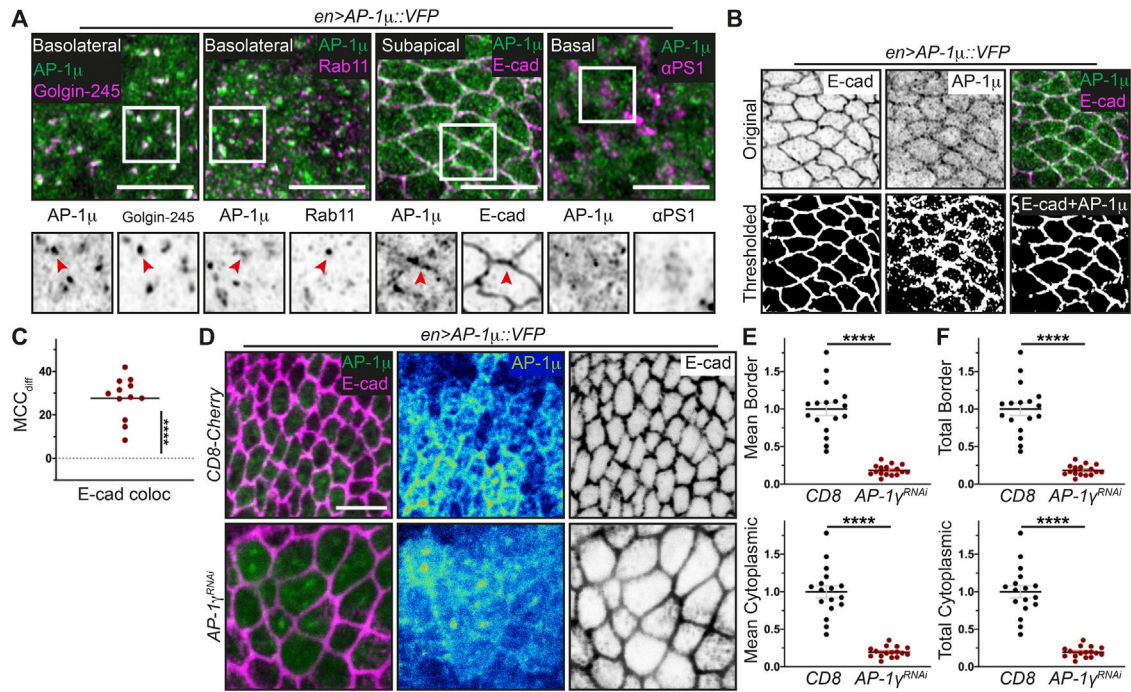 A
en>AP-1μ::VFP
Basolateral
AP-1μ
Golgin-245
Basolateral
AP-1μ
Rab11
Subapical
AP-1μ
E-cad
Basal
AP-1μ
αPS1
AP-1μ
Golgin-245
AP-1μ
Rab11
AP-1μ
E-cad
AP-1μ
αPS1
B
en>AP-1μ::VFP
Original
E-cad
AP-1μ
AP-1μ
E-cad
Thresholded
E-cad+AP-1μ
C
MCCdiff
40
20
0
****
E-cad coloc
D
en>AP-1μ::VFP
CD8-Cherry
AP-1μ
E-cad
AP-1μ
E-cad
AP-1γRNAi
E
Mean Border
****
1.5
1.0
0.5
0.0
CD8 AP-1γRNAi
Mean Cytoplasmic
****
1.5
1.0
0.5
0.0
CD8 AP-1γRNAi
F
Total Border
****
1.5
1.0
0.5
0.0
CD8 AP-1γRNAi
Total Cytoplasmic
****
1.5
1.0
0.5
0.0
CD8 AP-1γRNAi